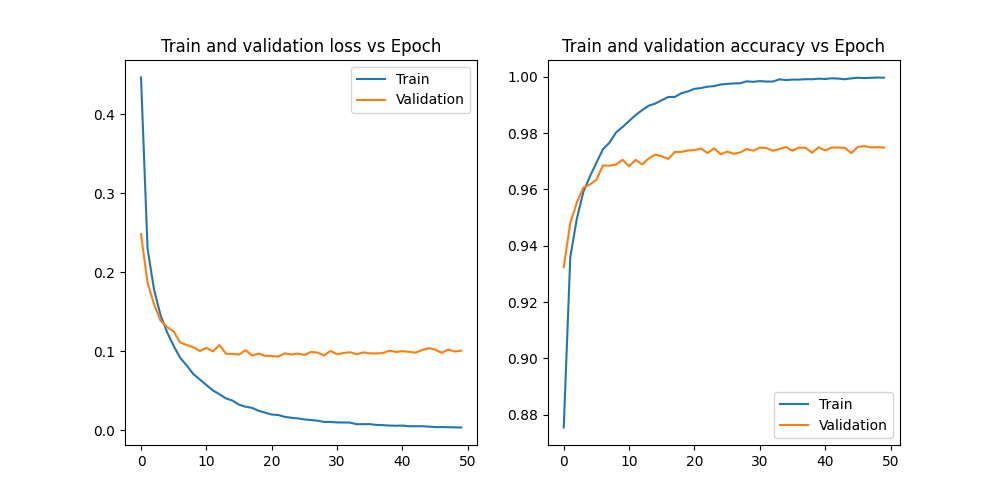 Train and validation loss vs Epoch
Train
Validation
0.4
0.3
0.2
0.1
0.0
0 10 20 30 40 50
Train and validation accuracy vs Epoch
1.00
0.98
0.96
0.94
0.92
0.90
0.88
Train
Validation
0 10 20 30 40 50